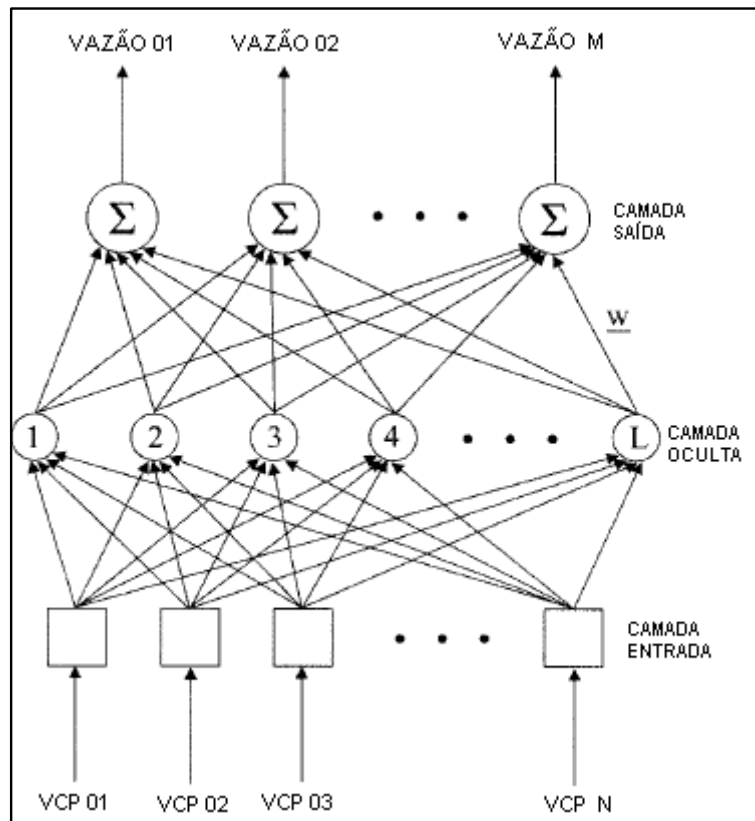 VAZÃO 01 VAZÃO 02 VAZÃO M
Σ Σ Σ
CAMADA
SAÍDA
w
1 2 3 4 L
CAMADA
OCULTA
CAMADA
ENTRADA
VCP 01 VCP 02 VCP 03 VCP N